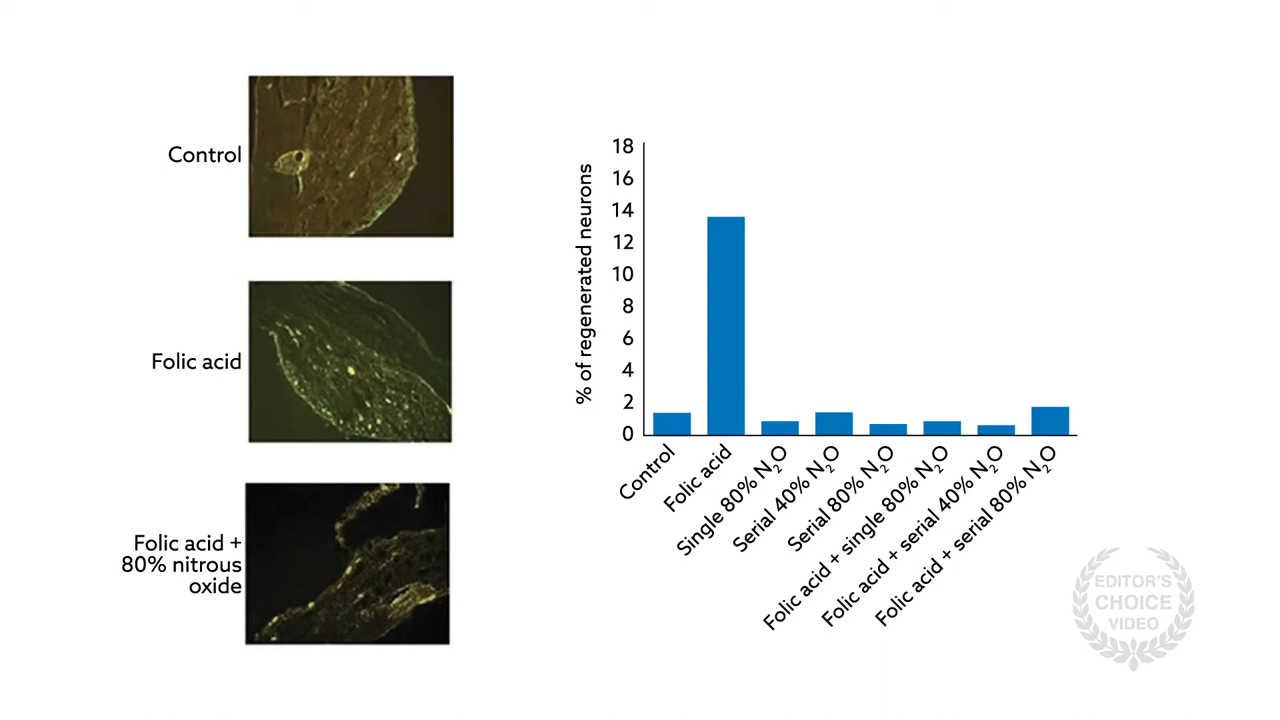 Control
Folic acid
Folic acid +
80% nitrous
oxide
% of regenerated neurons
18
16
14
12
10
8
6
4
2
0
Control
Folic acid
Single 80% N₂O
Serial 40% N₂O
Serial 80% N₂O
Folic acid + single 80% N₂O
Folic acid + serial 40% N₂O
Folic acid + serial 80% N₂O
EDITOR'S
CHOICE
VIDEO